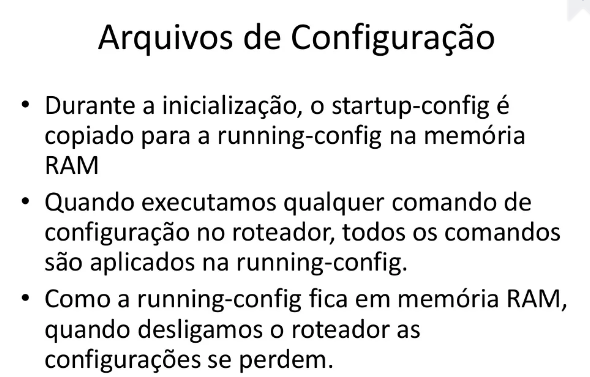 Arquivos de Configuração
• Durante a inicialização, o startup-config é
copiado para a running-config na memória
RAM
• Quando executamos qualquer comando de
configuração no roteador, todos os comandos
são aplicados na running-config.
• Como a running-config fica em memória RAM,
quando desligamos o roteador as
configurações se perdem.